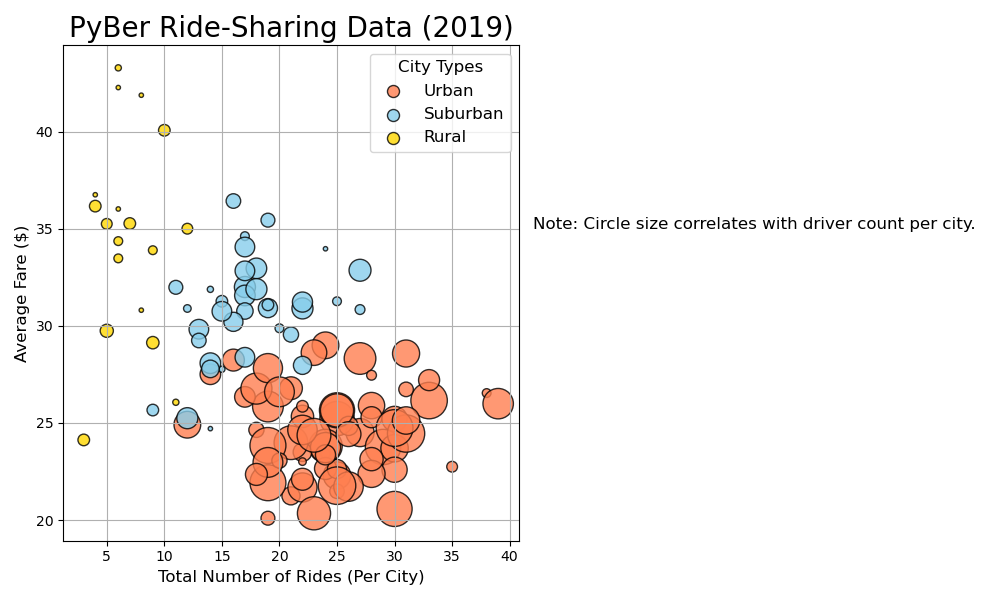 PyBer Ride-Sharing Data (2019)
City Types
Urban
Suburban
Rural
40
35
30
25
20
Average Fare ($)
5 10 15 20 25 30 35 40
Total Number of Rides (Per City)
Note: Circle size correlates with driver count per city.